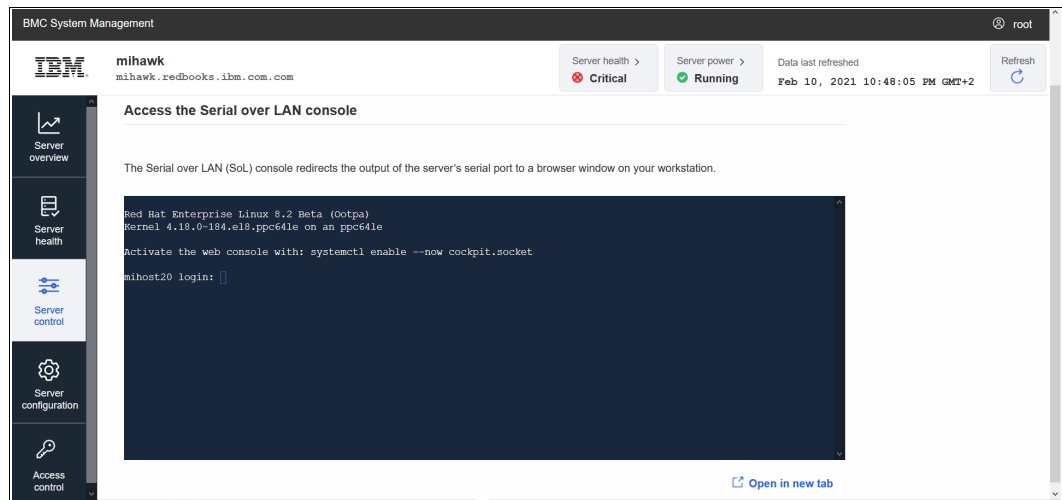 BMC System Management
root
IBM.
mihawk
mihawk.redbooks.ibm.com.com
Server health >
Critical
Server power >
Running
Data last refreshed
Feb 10, 2021 10:48:05 PM GMT+2
Refresh
Server
overview
Server
health
Server
control
Server
configuration
Access
control
Access the Serial over LAN console
The Serial over LAN (SoL) console redirects the output of the server's serial port to a browser window on your workstation.
Red Hat Enterprise Linux 8.2 Beta (Ootpa)
Kernel 4.18.0-184.el8.ppc64le on an ppc64le
Activate the web console with: systemctl enable --now cockpit.socket
mihost20 login:
Open in new tab